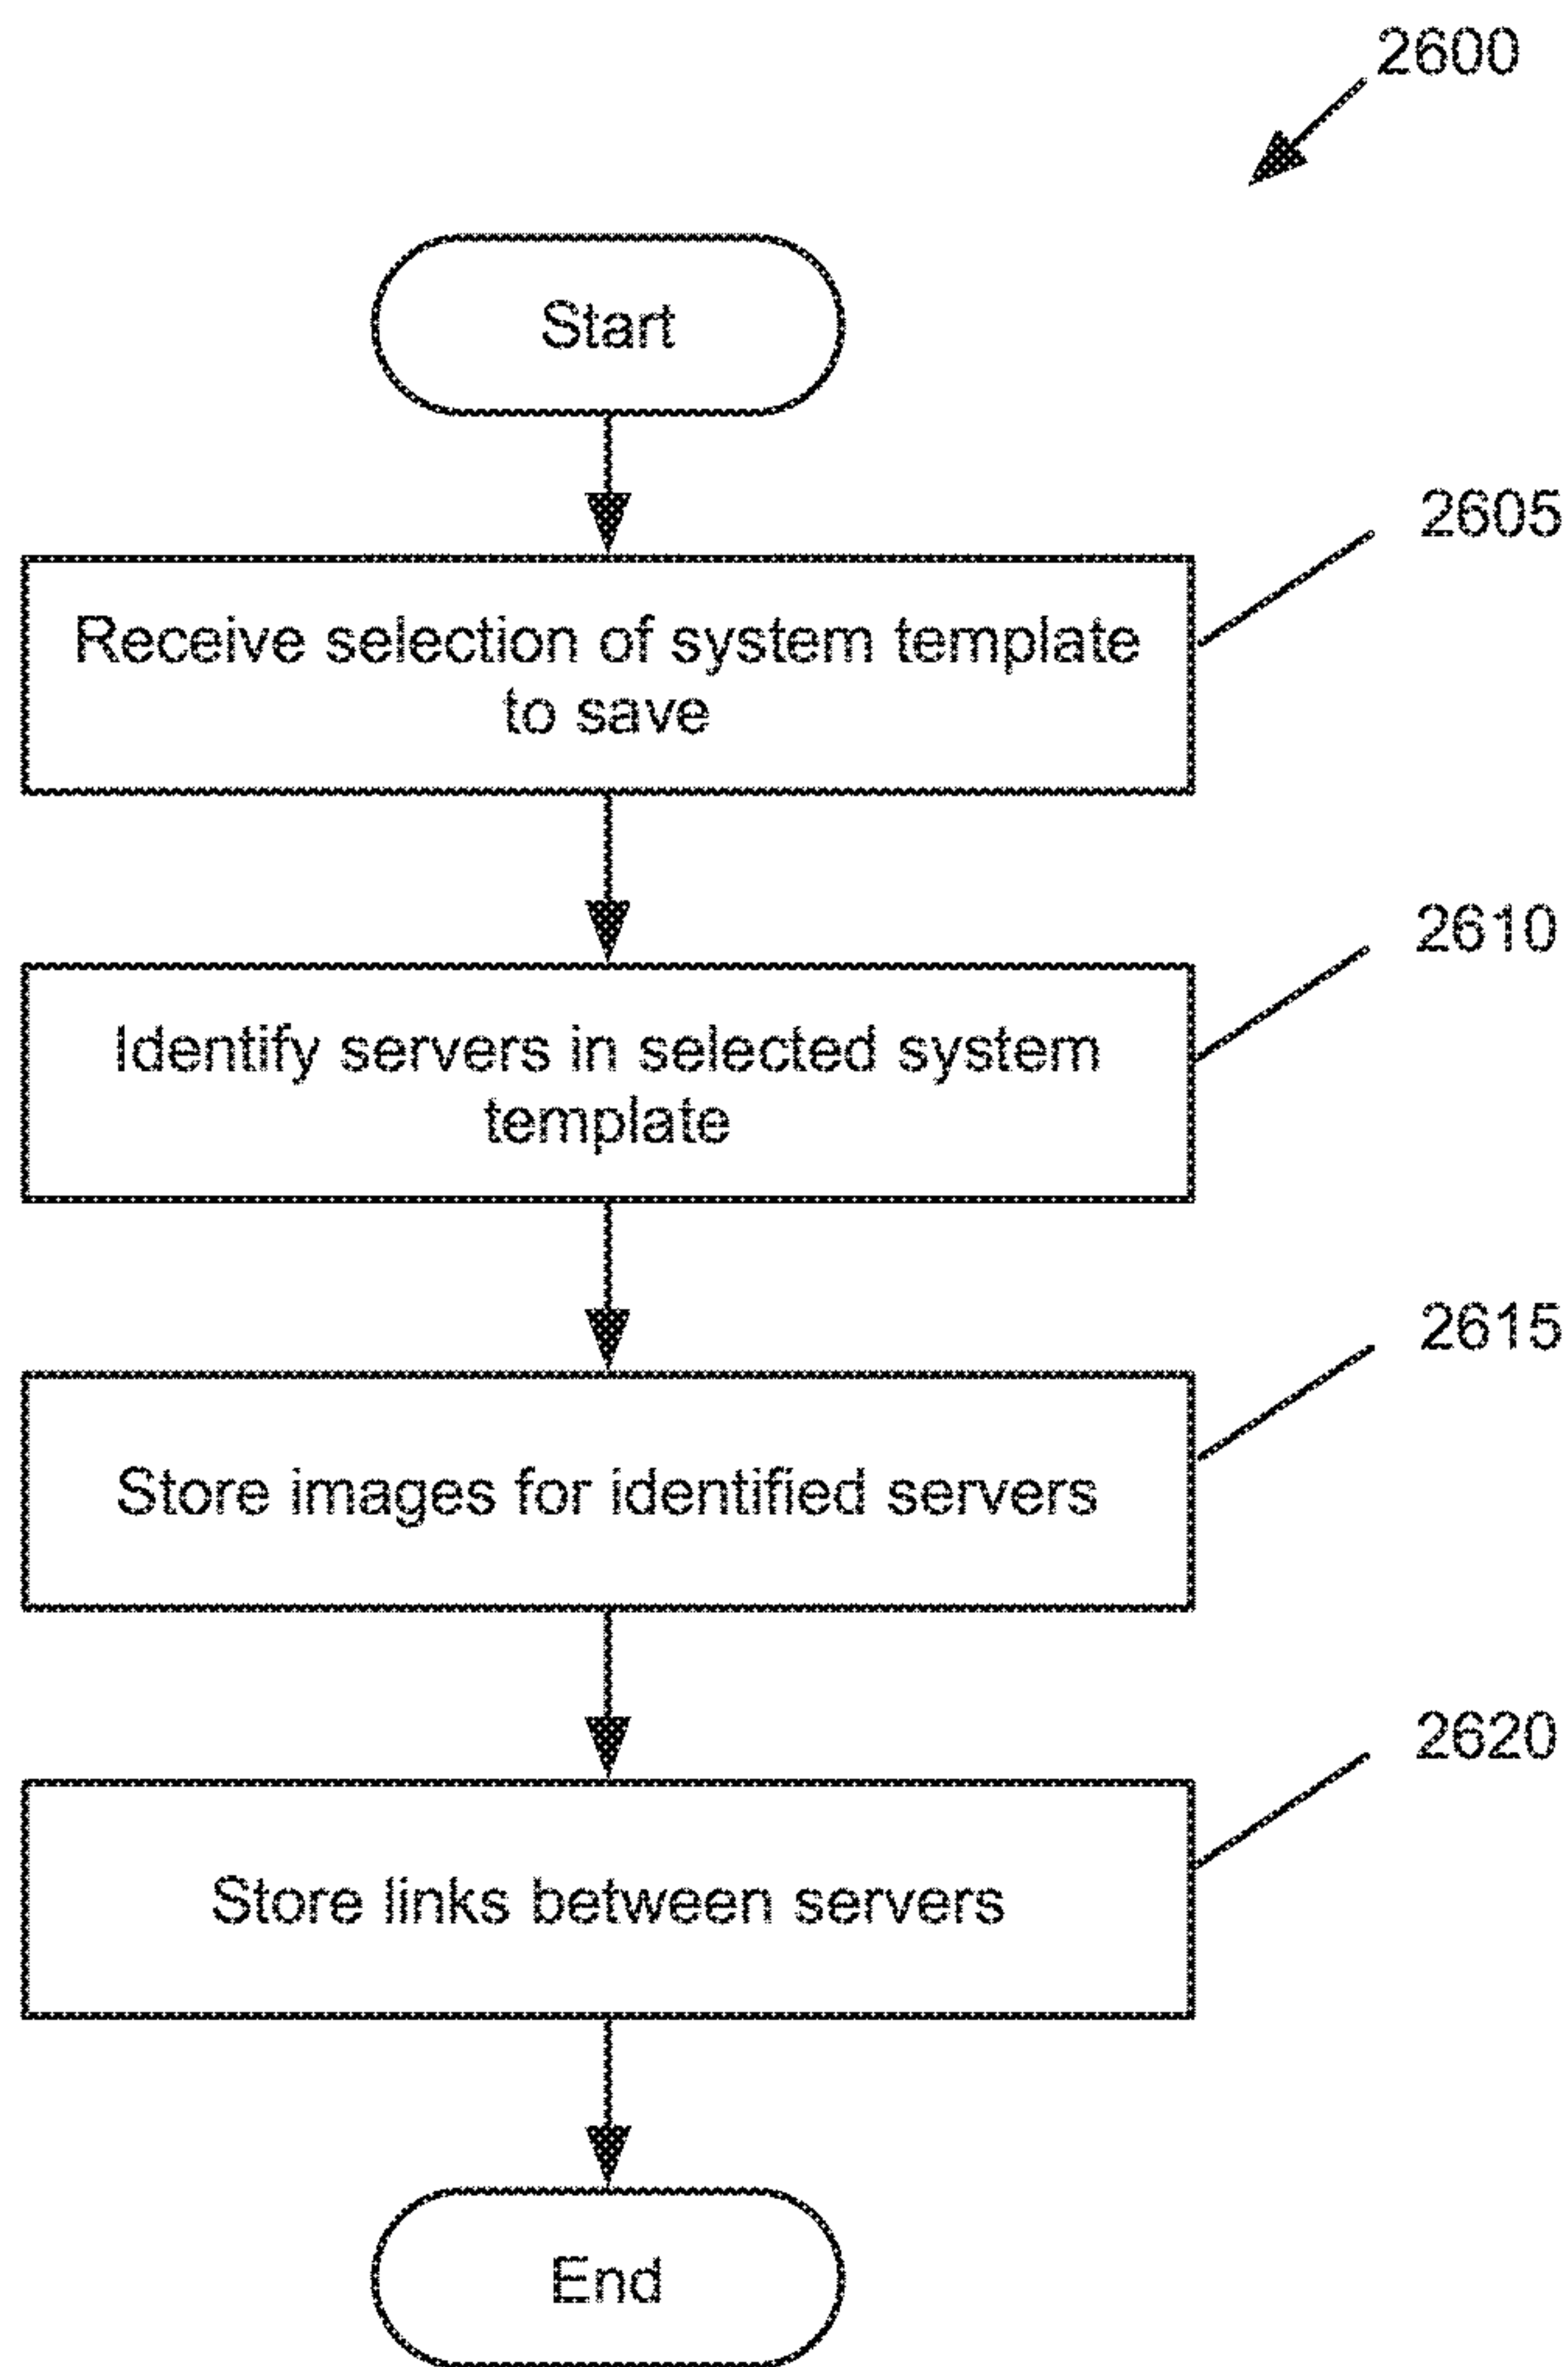 2600
Start
2605
Receive selection of system template
to save
2610
Identify servers in selected system
template
2615
Store images for identified servers
2620
Store links between servers
End